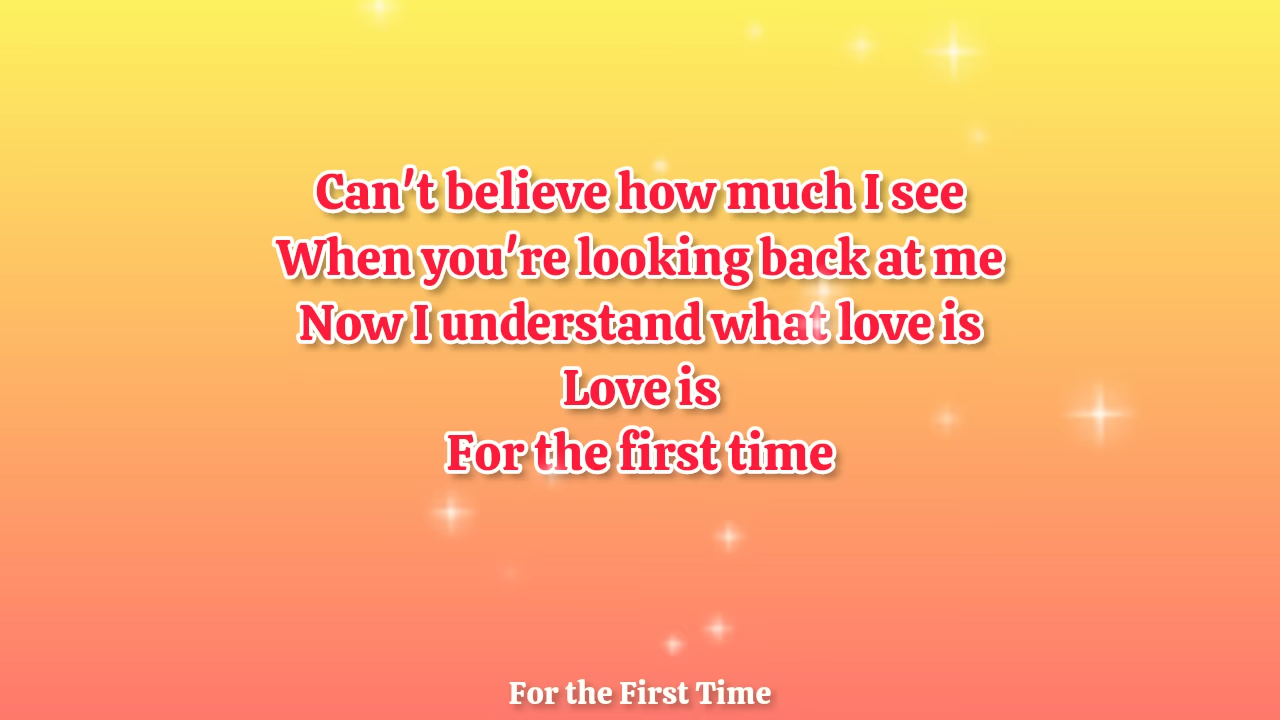 Can't believe how much I see
When you're looking back at me
Now I understand what love is
Love is
For the first time
For the First Time